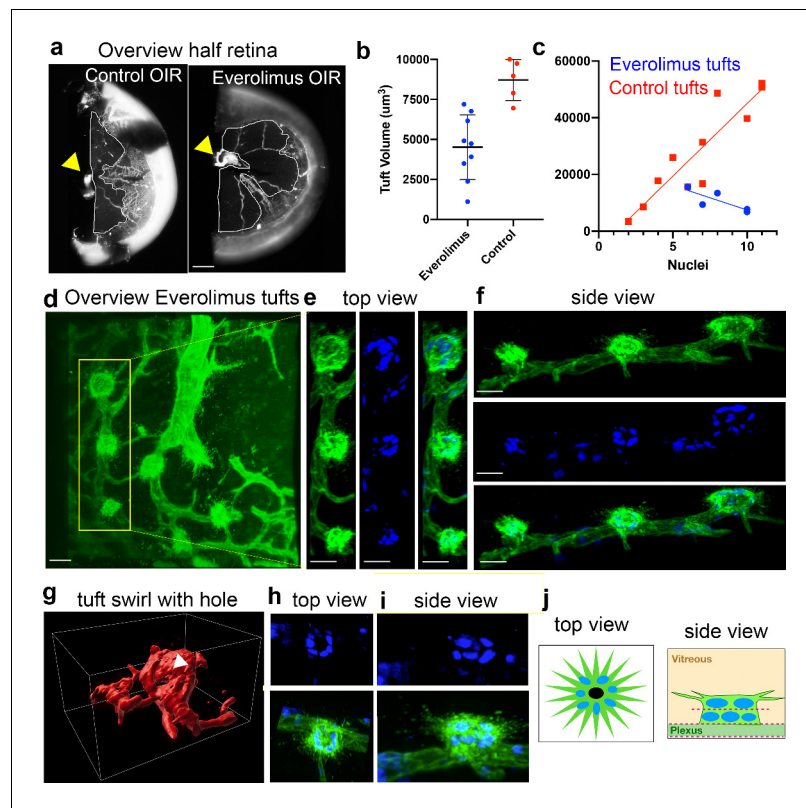 a Overview half retina
Control OIR
Everolimus OIR
b
Tuft Volume (um³)
10000
7500
5000
2500
0
Everolimus
Control
c
Everolimus tufts
Control tufts
60000
40000
20000
0
0
5
10
Nuclei
d Overview Everolimus tufts
e top view
f side view
g tuft swirl with hole
h top view
i side view
j
top view
side view
Vitreous
Plexus